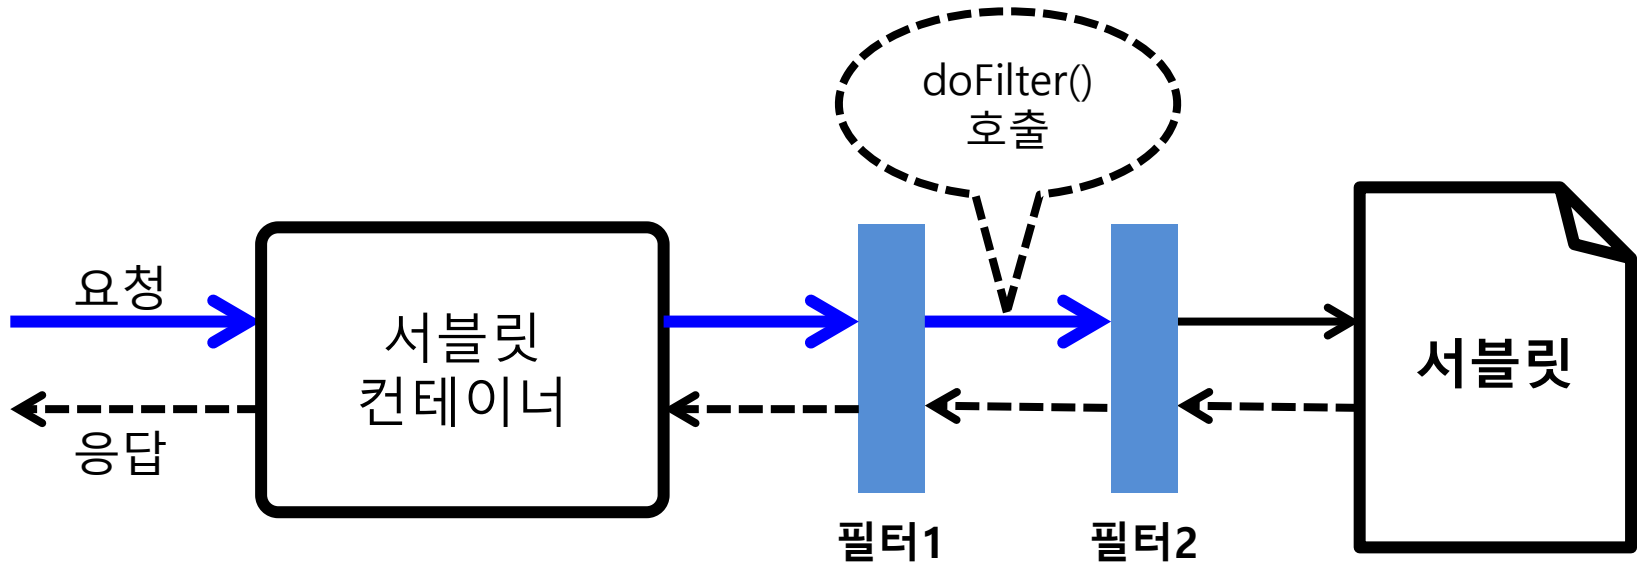 doFilter()
호출
요청
서블릿
컨테이너
서블릿
응답
필터1
필터2